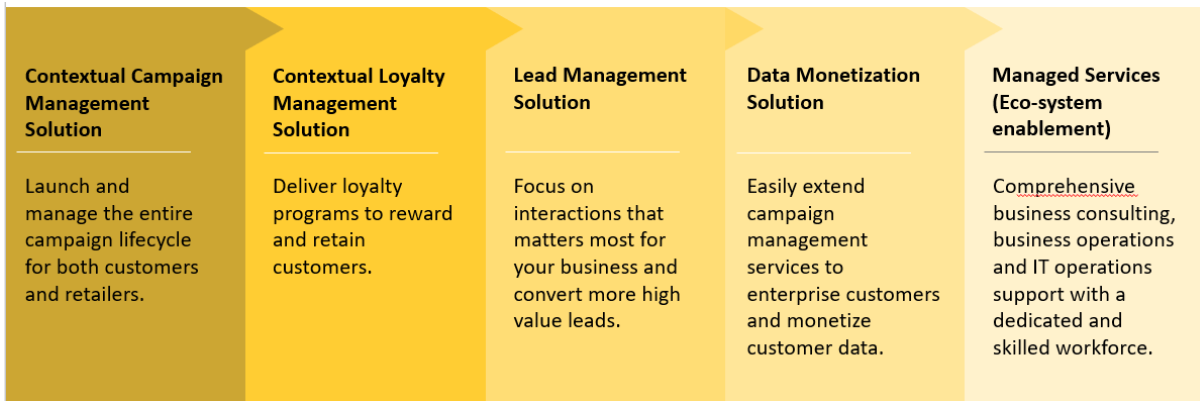 Contextual Campaign
Management
Solution
Launch and
manage the entire
campaign lifecycle
for both customers
and retailers.
Contextual Loyalty
Management
Solution
Deliver loyalty
programs to reward
and retain
customers.
Lead Management
Solution
Focus on
interactions that
matters most for
your business and
convert more high
value leads.
Data Monetization
Solution
Easily extend
campaign
management
services to
enterprise customers
and monetize
customer data.
Managed Services
(Eco-system
enablement)
Comprehensive
business consulting,
business operations
and IT operations
support with a
dedicated and
skilled workforce.